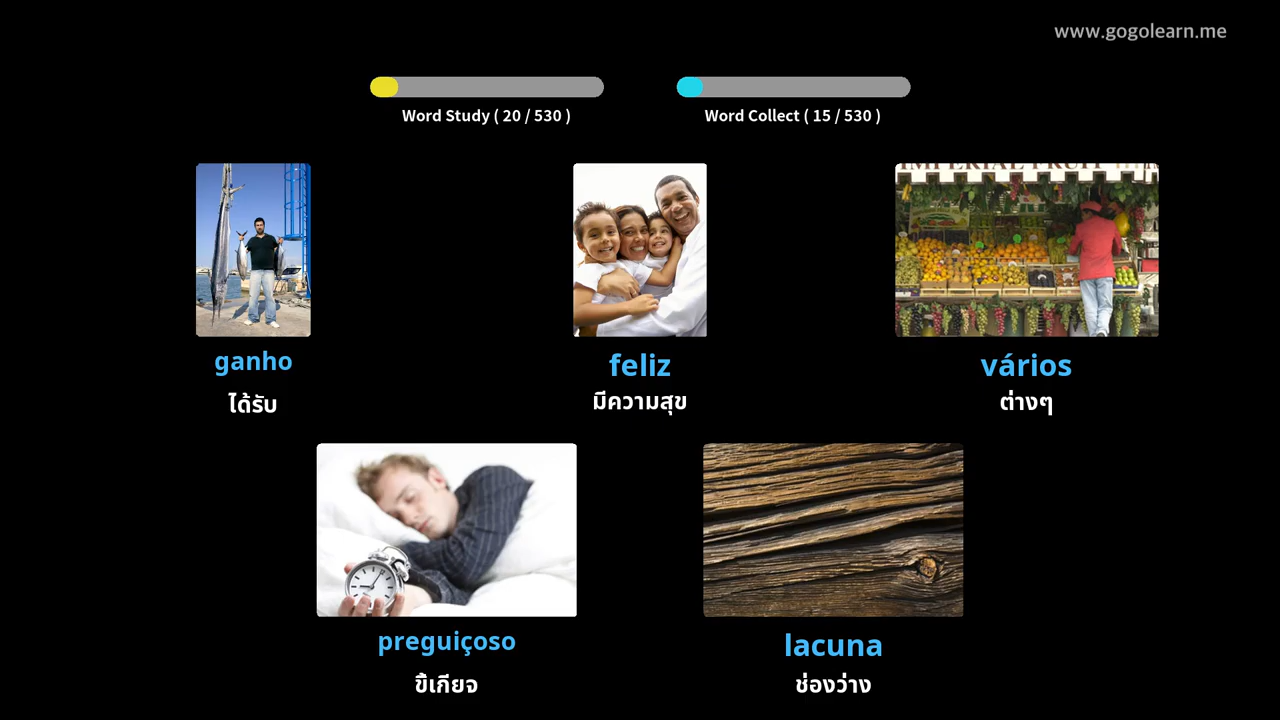 www.gogolearn.me
Word Study ( 20 / 530 )
Word Collect ( 15 / 530 )
IMPERIAL FRUIT
ganho
ได้รับ
feliz
มีความสุข
vários
ต่างๆ
preguiçoso
ขี้เกียจ
lacuna
ช่องว่าง